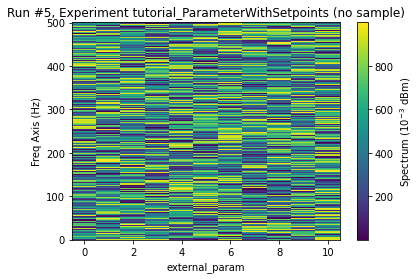 Run #5, Experiment tutorial_ParameterWithSetpoints (no sample)
500
400
300
200
100
0
Freq Axis (Hz)
0 2 4 6 8 10
external_param
800
600
400
200
Spectrum (10⁻³ dBm)